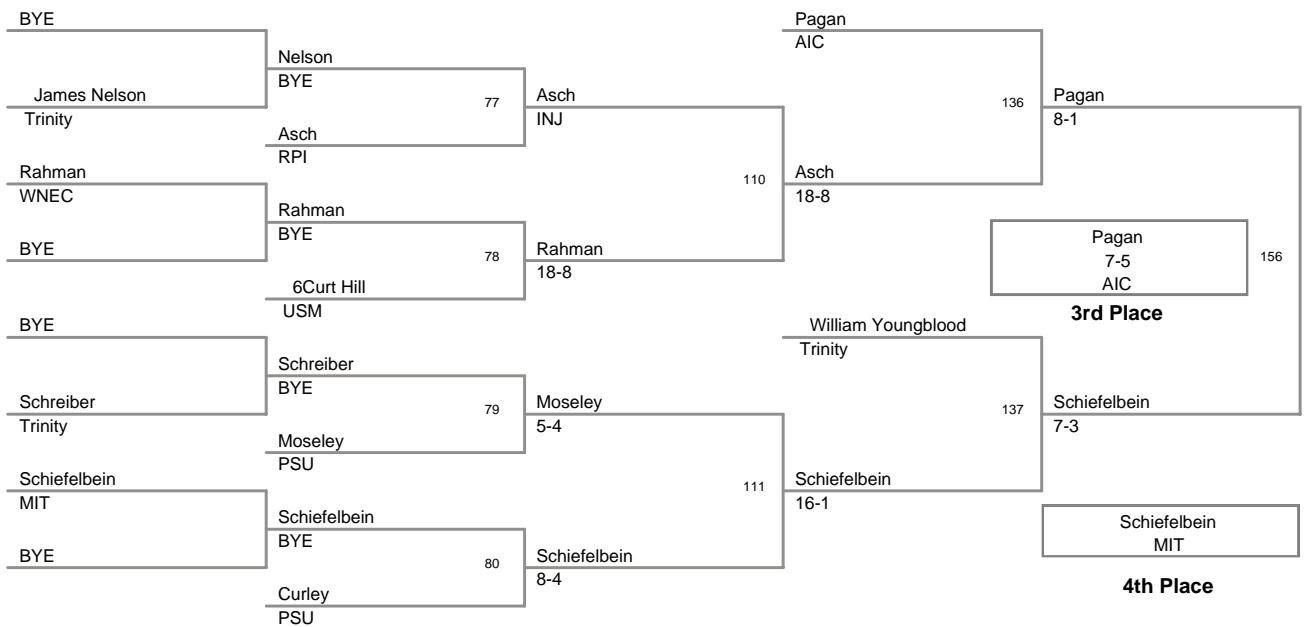 BYE
James Nelson
Trinity
Rahman
WNEC
BYE
BYE
Schreiber
Trinity
Schiefelbein
MIT
BYE
Nelson
BYE
77
Asch
RPI
Rahman
BYE
78
6Curt Hill
USM
Schreiber
BYE
79
Moseley
PSU
Schiefelbein
BYE
80
Curley
PSU
Asch
INJ
110
Rahman
18-8
Moseley
5-4
111
Schiefelbein
8-4
Pagan
AIC
136
Asch
18-8
William Youngblood
Trinity
137
Schiefelbein
16-1
Pagan
8-1
Pagan
7-5
AIC
156
3rd Place
Schiefelbein
7-3
Schiefelbein
MIT
4th Place